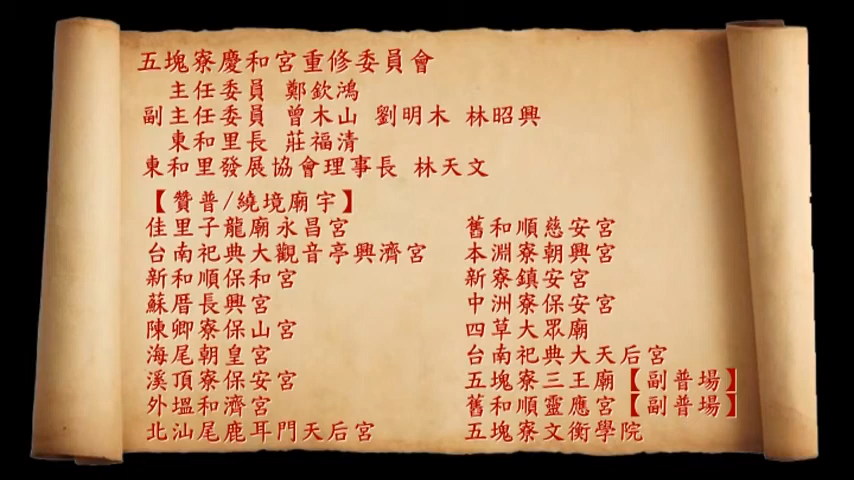 五塊寮慶和宮重修委員會
主任委員 鄭欽鴻
副主任委員 曾木山 劉明木 林昭興
東和里長 莊福清
東和里發展協會理事長 林天文
【贊普/繞境廟宇】
佳里子龍廟永昌宮
台南祀典大觀音亭興濟宮
新和順保和宮
蘇厝長興宮
陳卿寮保山宮
海尾朝皇宮
溪頂寮保安宮
外塭和濟宮
北汕尾鹿耳門天后宮
舊和順慈安宮
本淵寮朝興宮
新寮鎮安宮
中洲寮保安宮
四草大眾廟
台南祀典大天后宮
五塊寮三王廟【副普場】
舊和順靈應宮【副普場】
五塊寮文衡學院